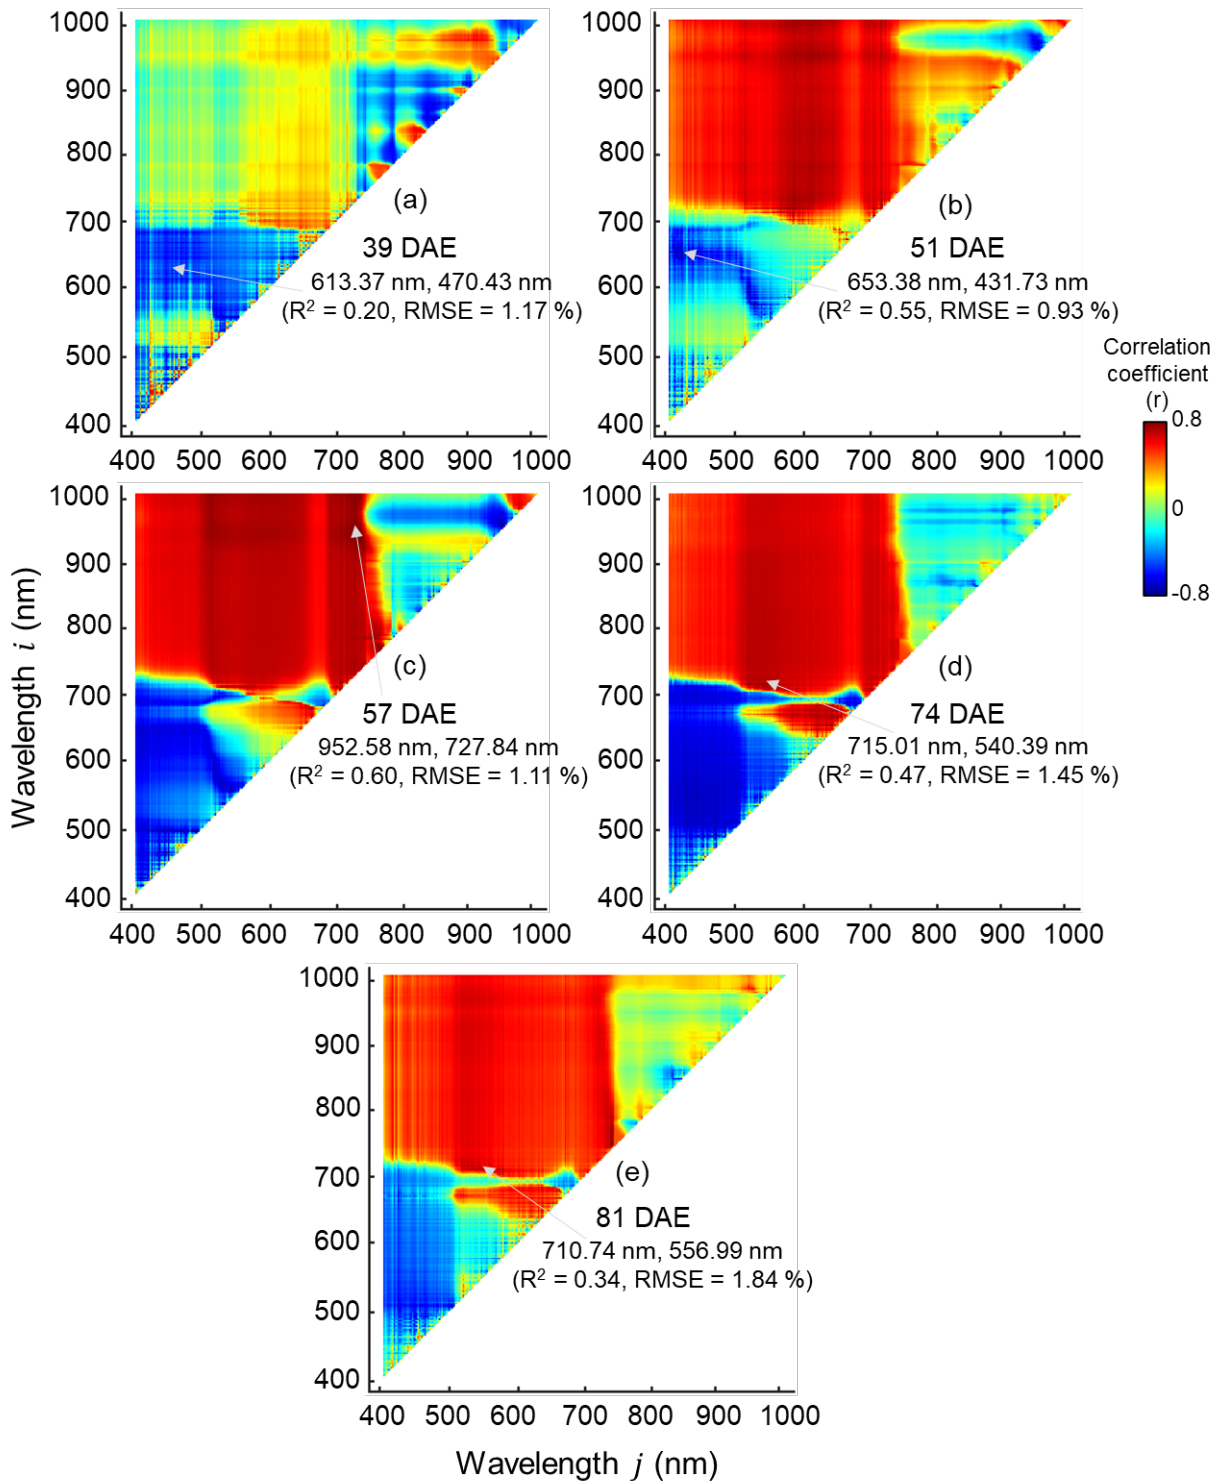 1000
900
800
700
600
500
400
(a)
39 DAE
613.37 nm, 470.43 nm
(R² = 0.20, RMSE = 1.17 %)
400 500 600 700 800 900 1000
1000
900
800
700
600
500
400
(b)
51 DAE
653.38 nm, 431.73 nm
(R² = 0.55, RMSE = 0.93 %)
400 500 600 700 800 900 1000
Correlation
coefficient
(r)
0.8
0
-0.8
Wavelength i (nm)
1000
900
800
700
600
500
400
(c)
57 DAE
952.58 nm, 727.84 nm
(R² = 0.60, RMSE = 1.11 %)
400 500 600 700 800 900 1000
1000
900
800
700
600
500
400
(d)
74 DAE
715.01 nm, 540.39 nm
(R² = 0.47, RMSE = 1.45 %)
400 500 600 700 800 900 1000
1000
900
800
700
600
500
400
(e)
81 DAE
710.74 nm, 556.99 nm
(R² = 0.34, RMSE = 1.84 %)
400 500 600 700 800 900 1000
Wavelength j (nm)